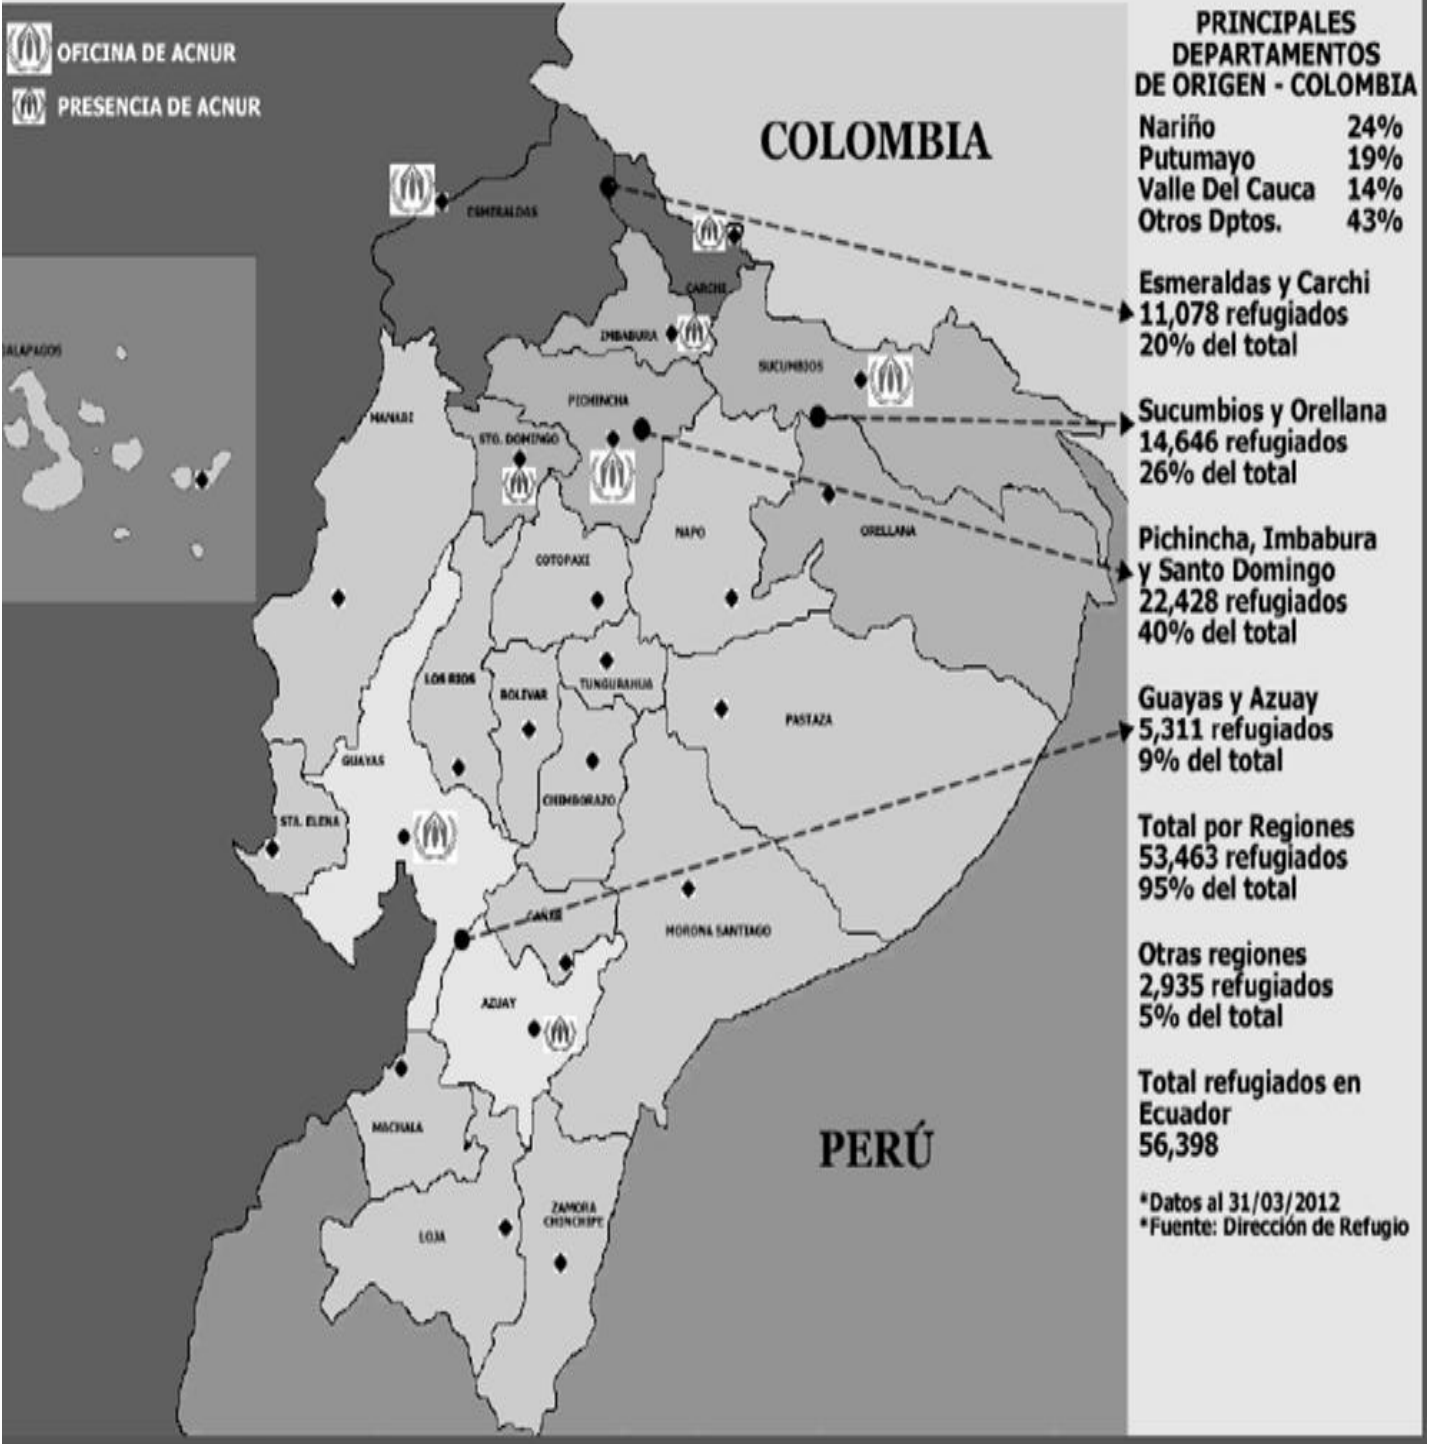 OFICINA DE ACNUR
PRESENCIA DE ACNUR
COLOMBIA
ESMERALDAS
CARCHI
IMBABURA
SUCUMBIOS
PICHINCHA
STO. DOMINGO
MANABI
ORELLANA
NAPO
COTOPAXI
LOS RIOS
BOLIVAR
TUNGURAHUA
PASTAZA
GUAYAS
CHIMBORAZO
STA. ELENA
MORONA SANTIAGO
AZUAY
MACHALA
PERÚ
ZAMORA
CHINCHIPE
LOJA
PRINCIPALES
DEPARTAMENTOS
DE ORIGEN - COLOMBIA
Nariño 24%
Putumayo 19%
Valle Del Cauca 14%
Otros Dptos. 43%
Esmeraldas y Carchi
11,078 refugiados
20% del total
Sucumbios y Orellana
14,646 refugiados
26% del total
Pichincha, Imbabura
y Santo Domingo
22,428 refugiados
40% del total
Guayas y Azuay
5,311 refugiados
9% del total
Total por Regiones
53,463 refugiados
95% del total
Otras regiones
2,935 refugiados
5% del total
Total refugiados en
Ecuador
56,398
*Datos al 31/03/2012
*Fuente: Dirección de Refugio